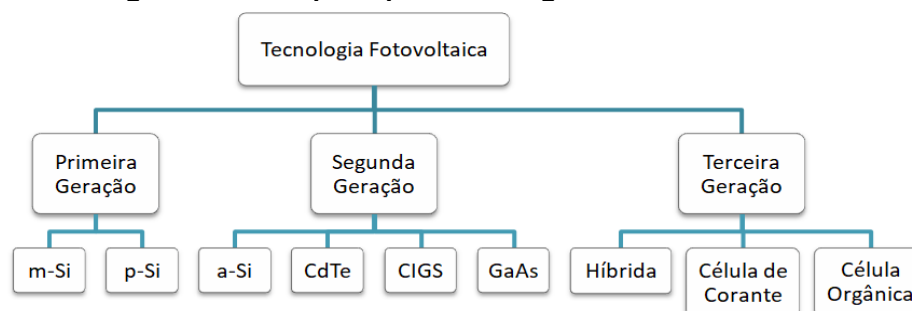 Tecnologia Fotovoltaica
Primeira
Geração
Segunda
Geração
Terceira
Geração
m-Si
p-Si
a-Si
CdTe
CIGS
GaAs
Híbrida
Célula de
Corante
Célula
Orgânica